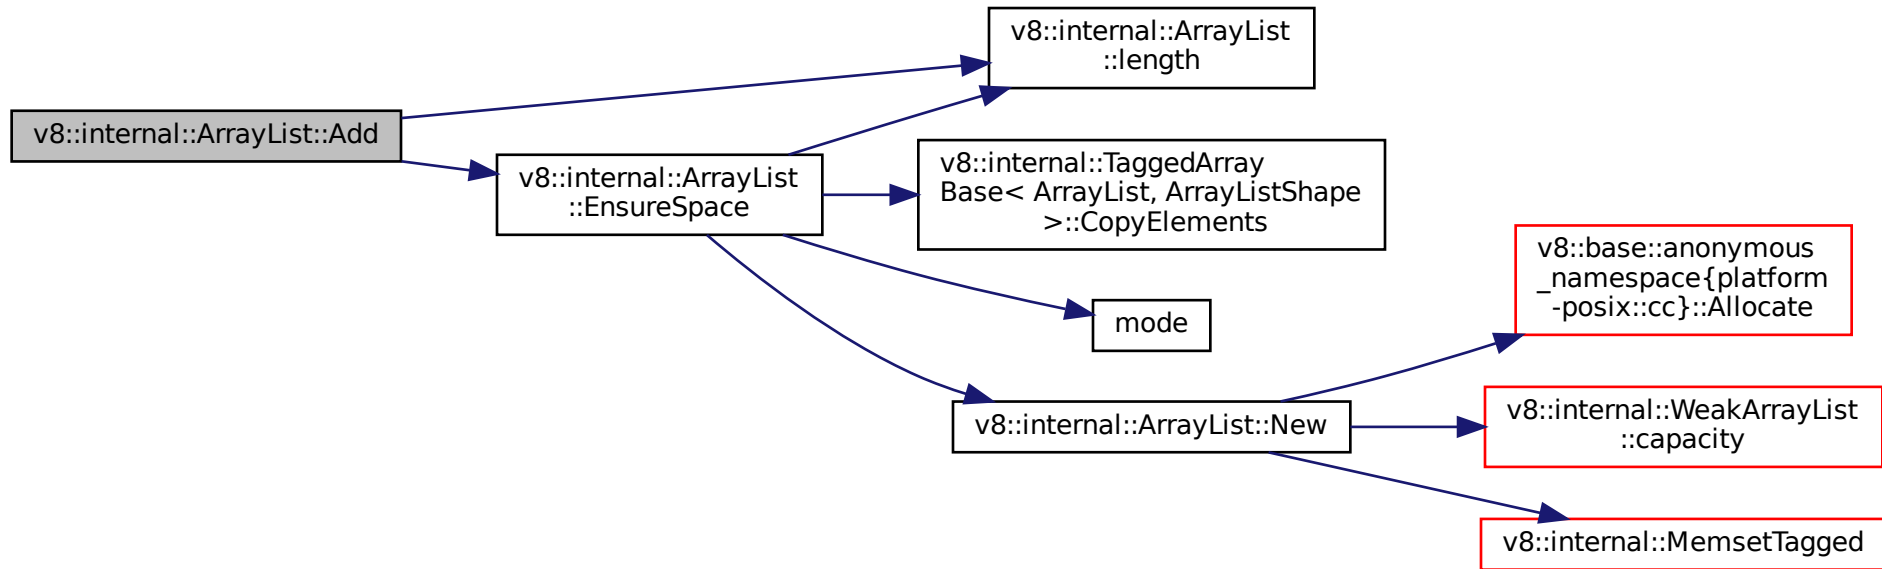 v8::internal::ArrayList::Add
v8::internal::ArrayList
::EnsureSpace
v8::internal::ArrayList
::length
v8::internal::TaggedArray
Base< ArrayList, ArrayListShape
>::CopyElements
mode
v8::internal::ArrayList::New
v8::base::anonymous
_namespace{platform
-posix::cc}::Allocate
v8::internal::WeakArrayList
::capacity
v8::internal::MemsetTagged